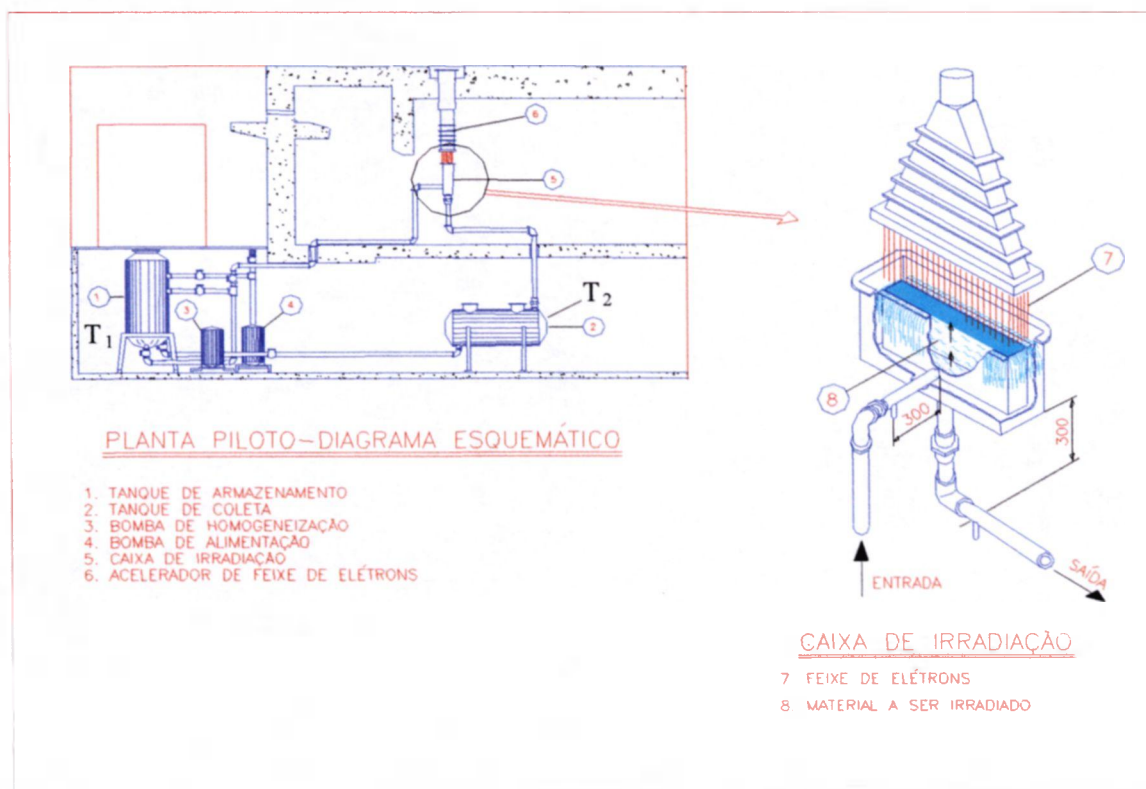 6
5
1
3
4
T1
T2
2
PLANTA PILOTO-DIAGRAMA ESQUEMÁTICO
1. TANQUE DE ARMAZENAMENTO
2. TANQUE DE COLETA
3. BOMBA DE HOMOGENEIZAÇÃO
4. BOMBA DE ALIMENTAÇÃO
5. CAIXA DE IRRADIAÇÃO
6. ACELERADOR DE FEIXE DE ELÉTRONS
7
8
300
300
ENTRADA
SAÍDA
CAIXA DE IRRADIAÇÃO
7 FEIXE DE ELÉTRONS
8 MATERIAL A SER IRRADIADO